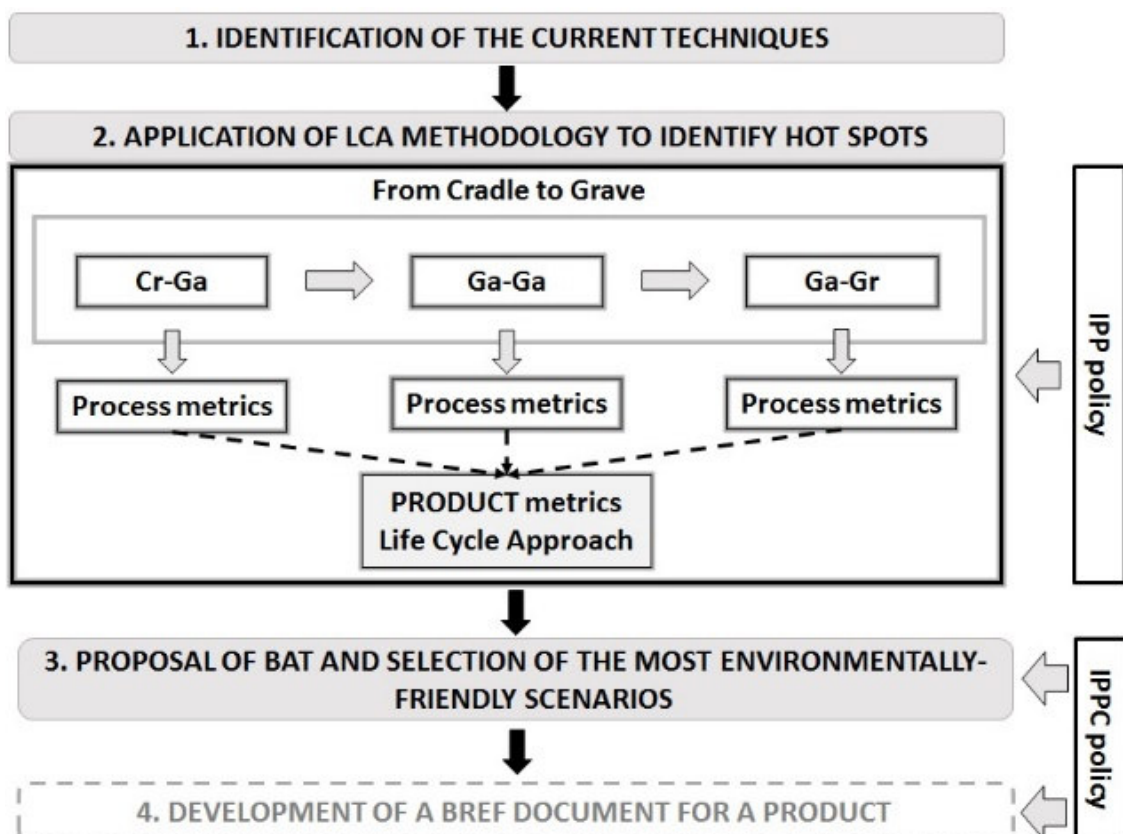 1. IDENTIFICATION OF THE CURRENT TECHNIQUES
2. APPLICATION OF LCA METHODOLOGY TO IDENTIFY HOT SPOTS
From Cradle to Grave
Cr-Ga
Ga-Ga
Ga-Gr
Process metrics
Process metrics
Process metrics
PRODUCT metrics
Life Cycle Approach
IPP policy
3. PROPOSAL OF BAT AND SELECTION OF THE MOST ENVIRONMENTALLY-
FRIENDLY SCENARIOS
IPPC policy
4. DEVELOPMENT OF A BREF DOCUMENT FOR A PRODUCT